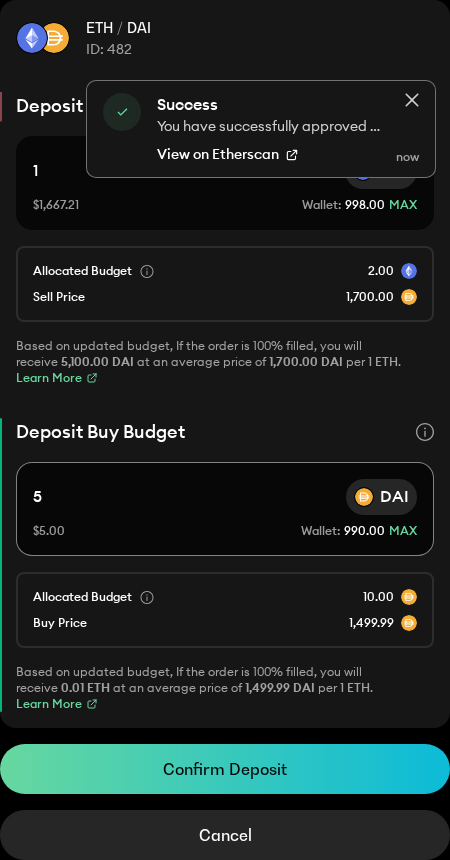 ETH / DAI
ID: 482
Deposit
Success
You have successfully approved ...
View on Etherscan
now
1
$1,667.21
Wallet: 998.00 MAX
Allocated Budget
2.00
Sell Price
1,700.00
Based on updated budget, If the order is 100% filled, you will
receive 5,100.00 DAI at an average price of 1,700.00 DAI per 1 ETH.
Learn More
Deposit Buy Budget
5
DAI
$5.00
Wallet: 990.00 MAX
Allocated Budget
10.00
Buy Price
1,499.99
Based on updated budget, If the order is 100% filled, you will
receive 0.01 ETH at an average price of 1,499.99 DAI per 1 ETH.
Learn More
Confirm Deposit
Cancel